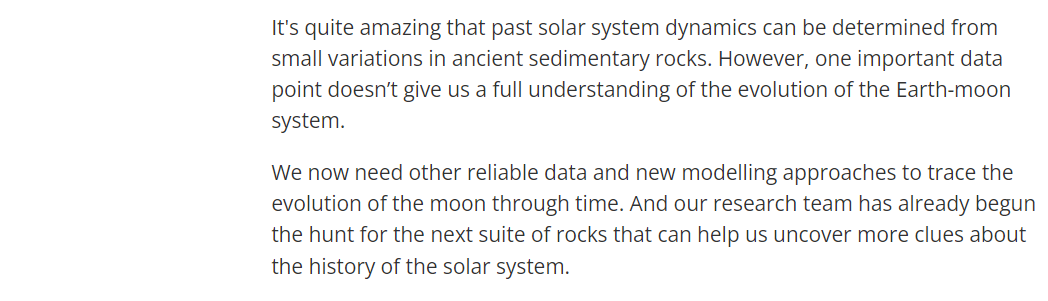 It's quite amazing that past solar system dynamics can be determined from
small variations in ancient sedimentary rocks. However, one important data
point doesn’t give us a full understanding of the evolution of the Earth-moon
system.
We now need other reliable data and new modelling approaches to trace the
evolution of the moon through time. And our research team has already begun
the hunt for the next suite of rocks that can help us uncover more clues about
the history of the solar system.